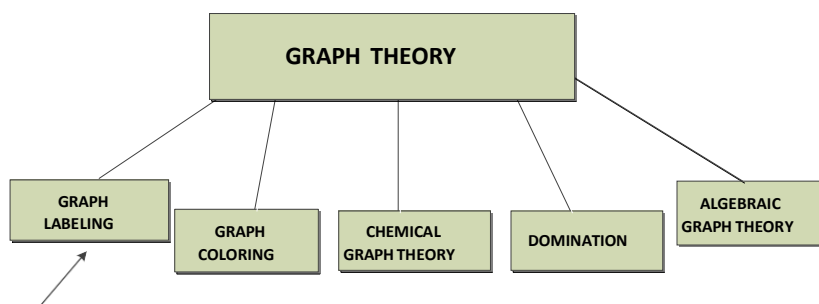 GRAPH THEORY
GRAPH
LABELING
GRAPH
COLORING
CHEMICAL
GRAPH THEORY
DOMINATION
ALGEBRAIC
GRAPH THEORY